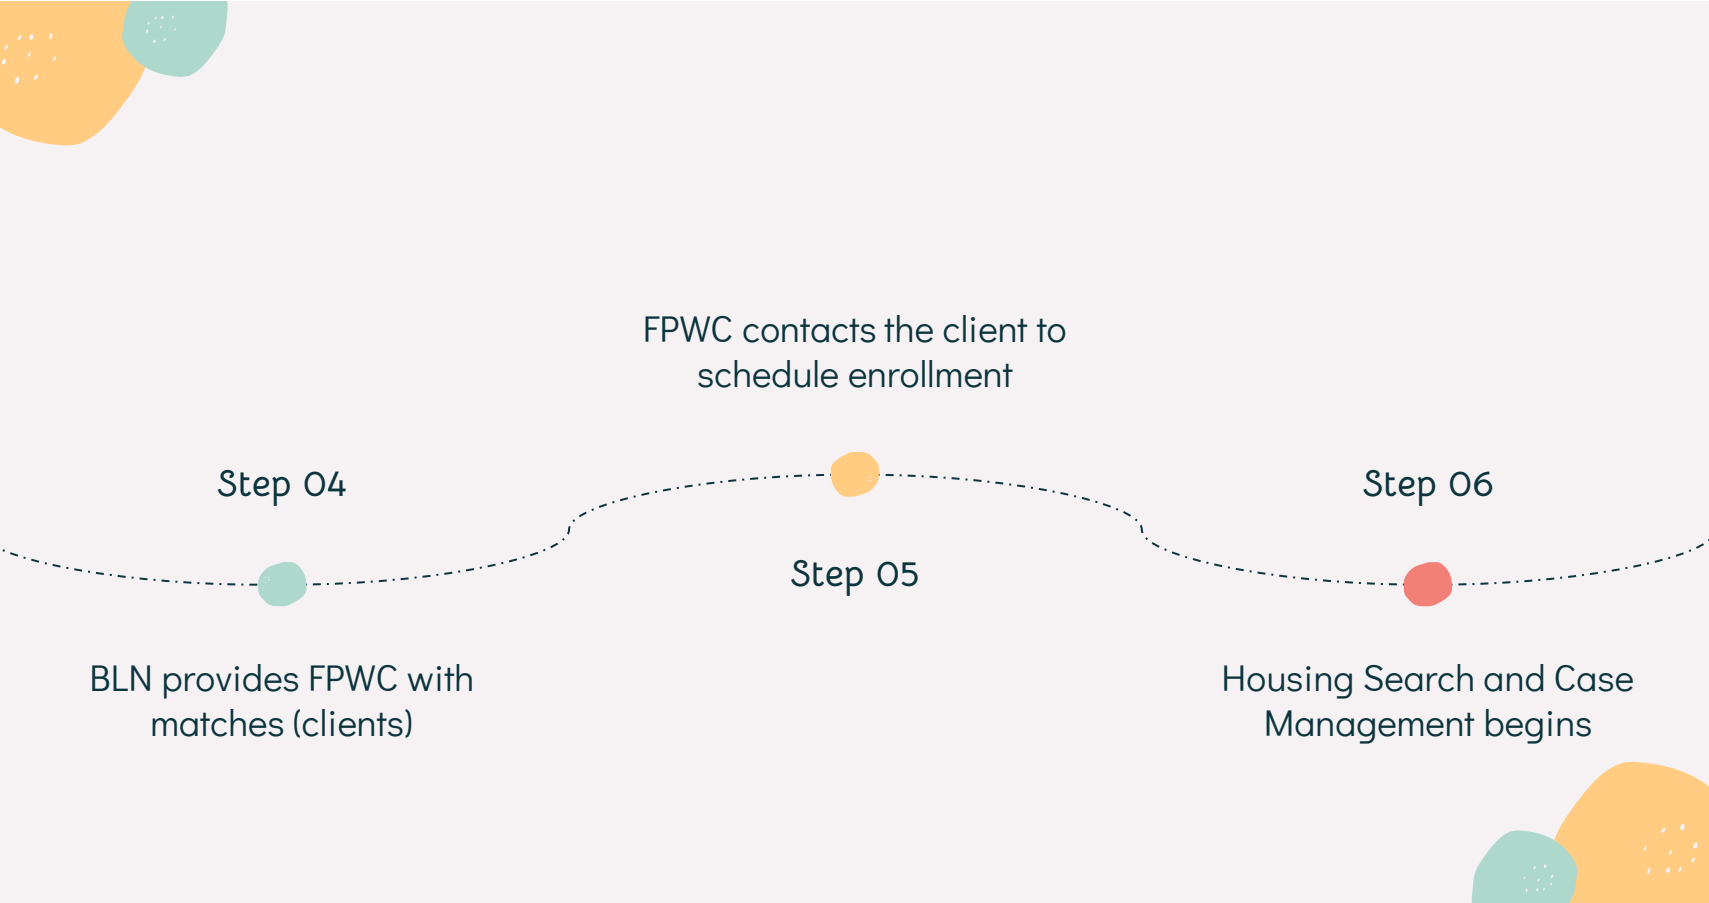 Step 04
BLN provides FPWC with
matches (clients)
FPWC contacts the client to
schedule enrollment
Step 05
Step 06
Housing Search and Case
Management begins